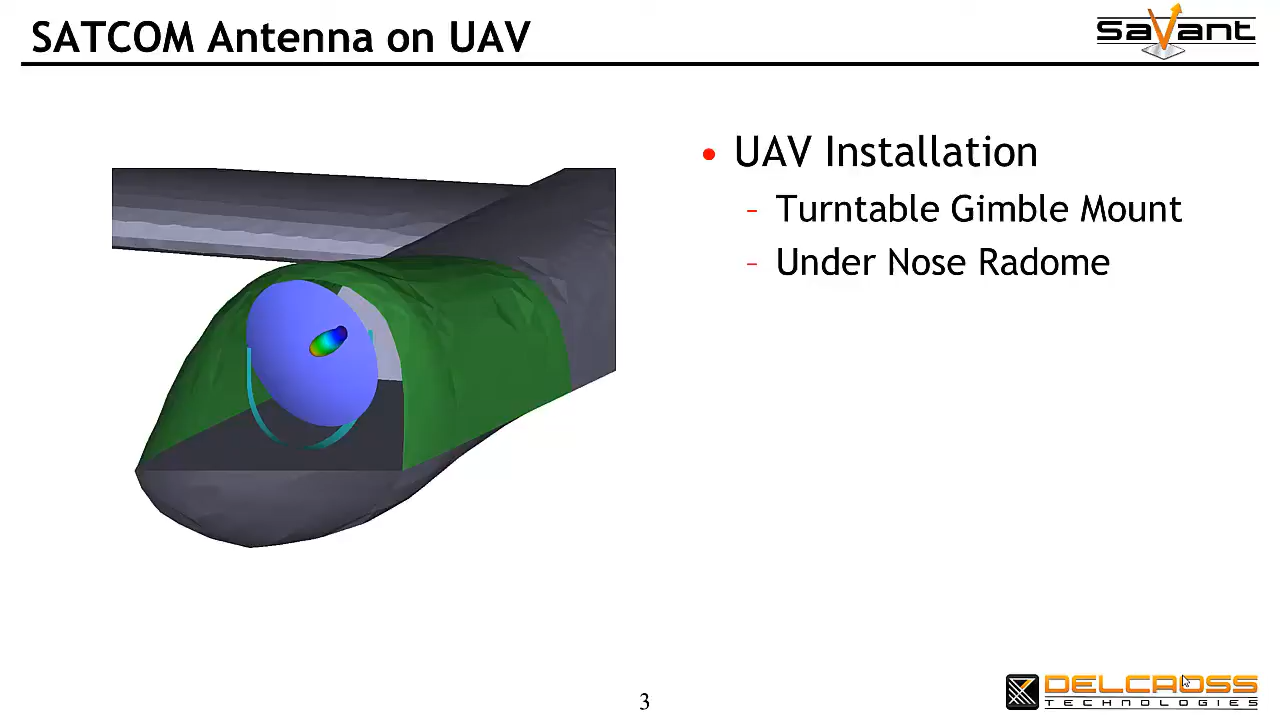 SATCOM Antenna on UAV
savant
• UAV Installation
– Turntable Gimble Mount
– Under Nose Radome
3
DELCROSS
TECHNOLOGIES